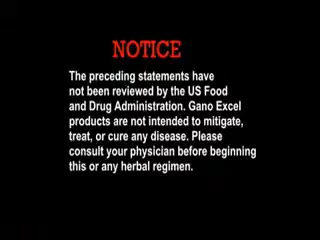 NOTICE
The preceding statements have
not been reviewed by the US Food
and Drug Administration. Gano Excel
products are not intended to mitigate,
treat, or cure any disease. Please
consult your physician before beginning
this or any herbal regimen.